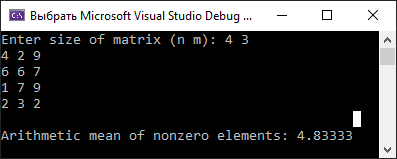 Выбрать Microsoft Visual Studio Debug ...
Enter size of matrix (n m): 4 3
4 2 9
6 6 7
1 7 9
2 3 2
Arithmetic mean of nonzero elements: 4.83333